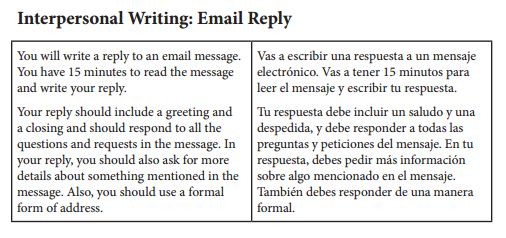 Interpersonal Writing: Email Reply
You will write a reply to an email message.
You have 15 minutes to read the message
and write your reply.
Your reply should include a greeting and
a closing and should respond to all the
questions and requests in the message. In
your reply, you should also ask for more
details about something mentioned in the
message. Also, you should use a formal
form of address.
Vas a escribir una respuesta a un mensaje
electrónico. Vas a tener 15 minutos para
leer el mensaje y escribir tu respuesta.
Tu respuesta debe incluir un saludo y una
despedida, y debe responder a todas las
preguntas y peticiones del mensaje. En tu
respuesta, debes pedir más información
sobre algo mencionado en el mensaje.
También debes responder de una manera
formal.